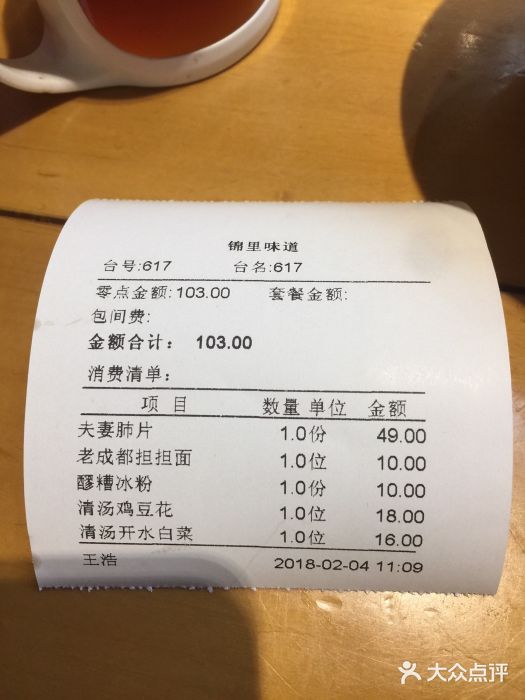 锦里味道
台号:617 台名:617
零点金额:103.00 套餐金额:
包间费:
金额合计: 103.00
消费清单:
项目 数量 单位 金额
夫妻肺片 1.0 份 49.00
老成都担担面 1.0 位 10.00
醪糟冰粉 1.0 份 10.00
清汤鸡豆花 1.0 位 18.00
清汤开水白菜 1.0 位 16.00
王浩 2018-02-04 11:09
大众点评